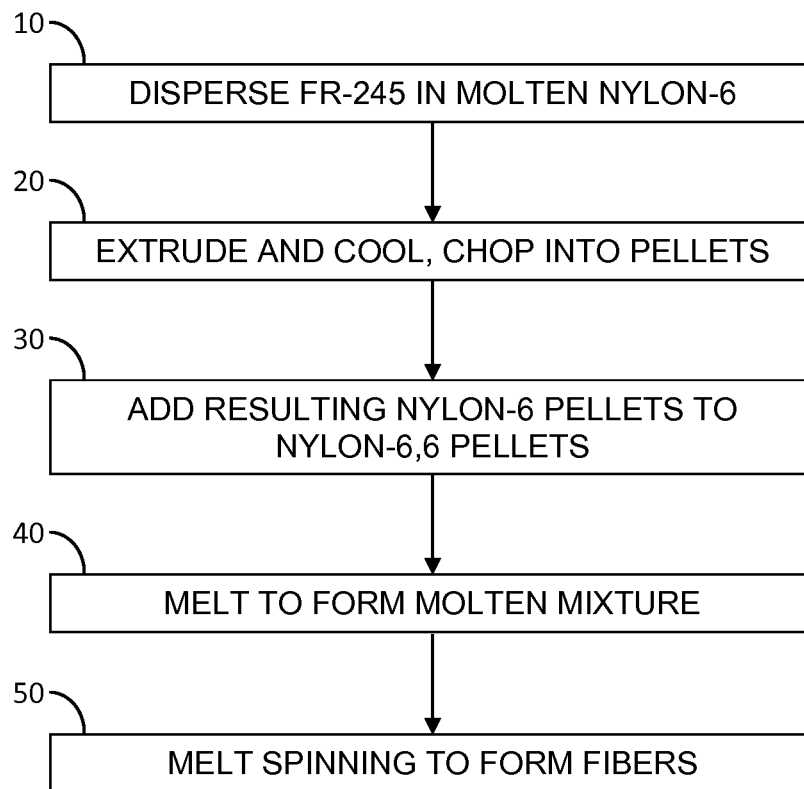 10
DISPERSE FR-245 IN MOLTEN NYLON-6
20
EXTRUDE AND COOL, CHOP INTO PELLETS
30
ADD RESULTING NYLON-6 PELLETS TO
NYLON-6,6 PELLETS
40
MELT TO FORM MOLTEN MIXTURE
50
MELT SPINNING TO FORM FIBERS